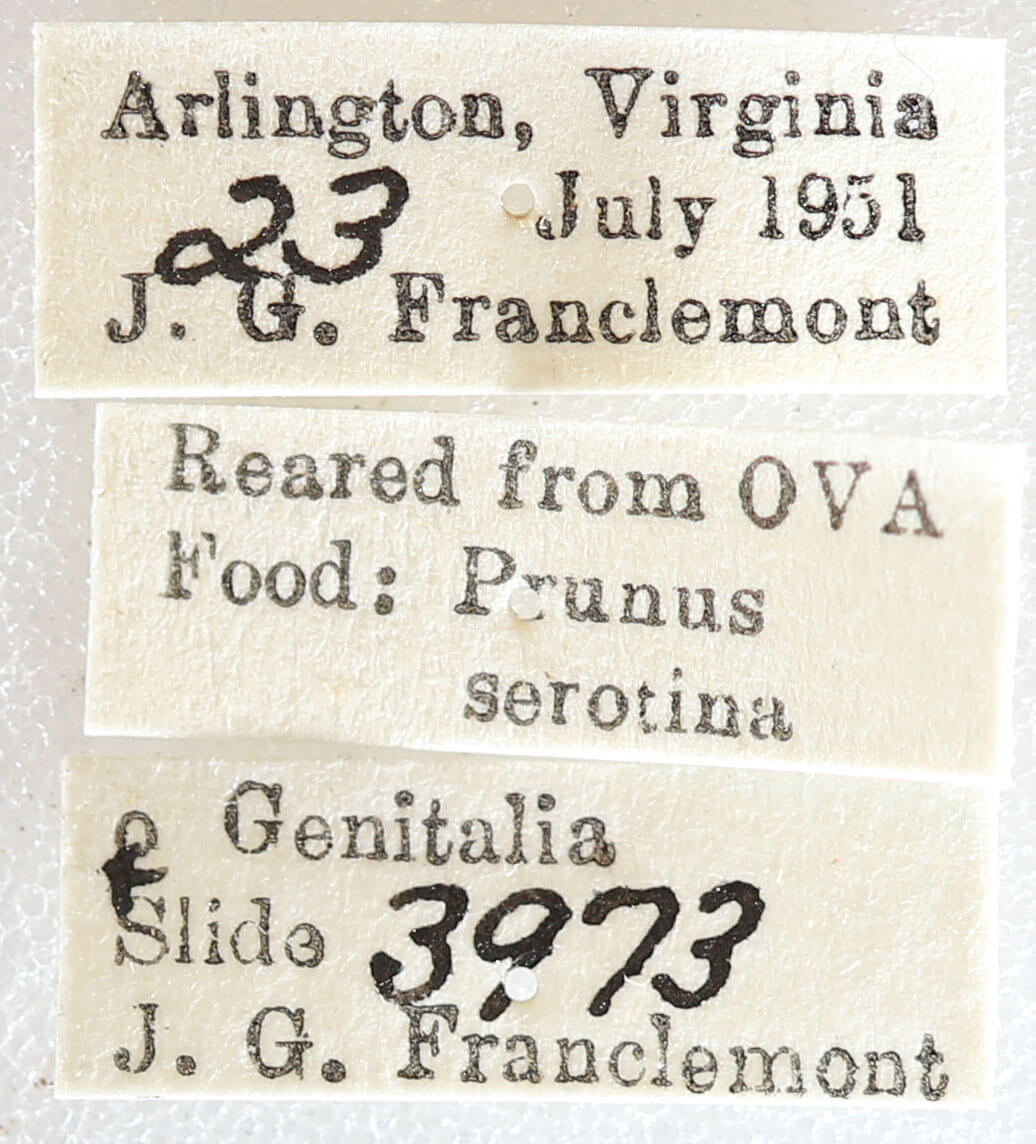 Arlington, Virginia
23 July 1951
J. G. Franclemont
Reared from OVA
Food: Prunus
serotina
♀ Genitalia
Slide 3973
J. G. Franclemont